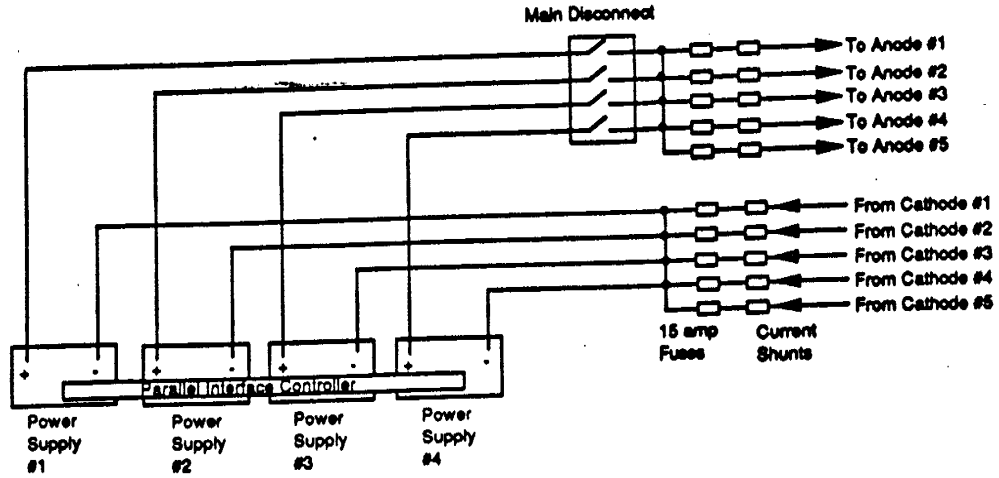 Main Disconnect
To Anode #1
To Anode #2
To Anode #3
To Anode #4
To Anode #5
From Cathode #1
From Cathode #2
From Cathode #3
From Cathode #4
From Cathode #5
15 amp
Fuses
Current
Shunts
+ -
+ -
+ -
+ -
Parallel Interface Controller
Power
Supply
#1
Power
Supply
#2
Power
Supply
#3
Power
Supply
#4